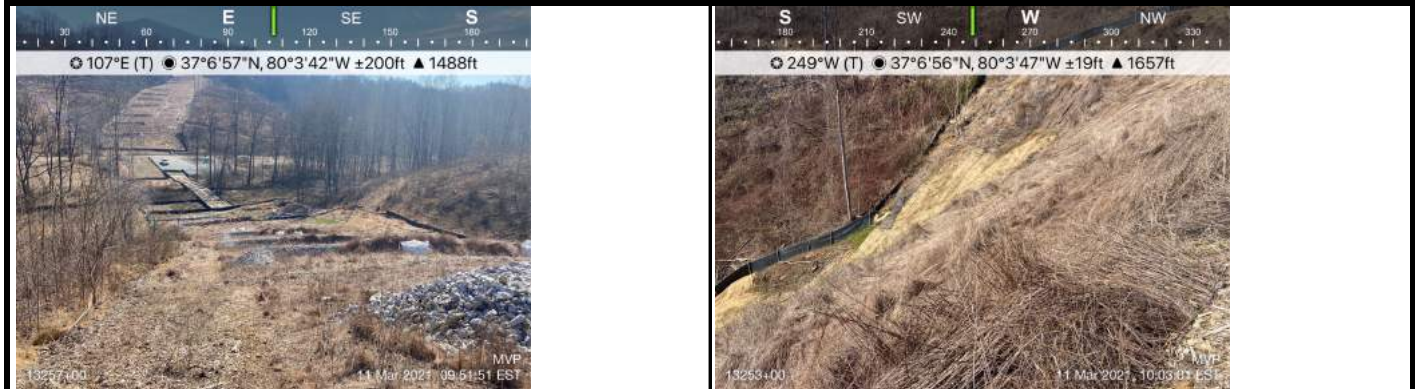 NE E SE S
30 60 90 120 150 180
107°E (T) 37°6'57"N, 80°3'42"W ±200ft ▲ 1488ft
MVP
13257+00 11 Mar 2021, 09:51:51 EST
S SW W NW
180 210 240 270 300 330
249°W (T) 37°6'56"N, 80°3'47"W ±19ft ▲ 1657ft
MVP
13253+00 11 Mar 2021, 10:03:01 EST